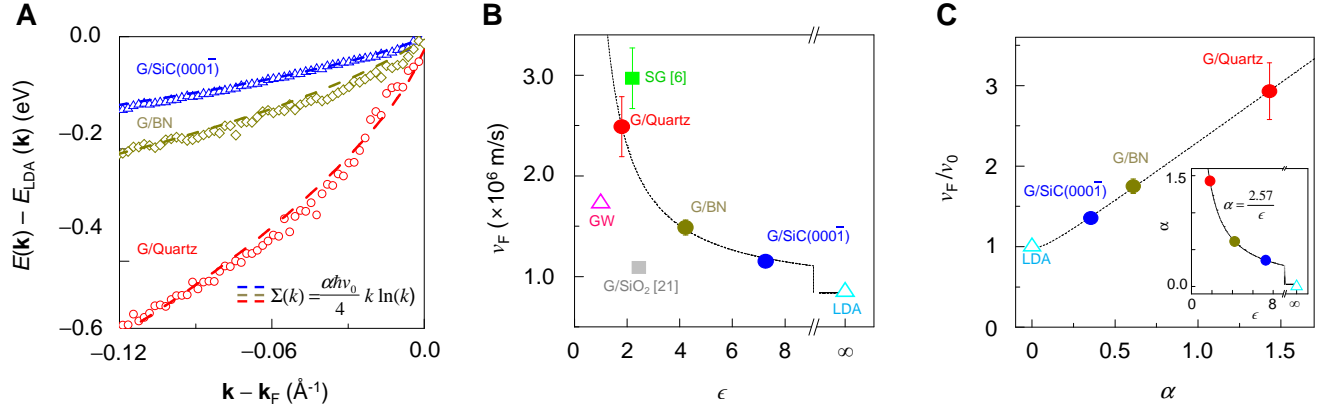 A
E(k) − E_LDA (k) (eV)
0.0
−0.2
−0.4
−0.6
G/SiC(0001̄)
G/BN
G/Quartz
Σ(k) = αħv₀/4 k ln(k)
−0.12
−0.06
0.0
k − k_F (Å⁻¹)
B
v_F (×10⁶ m/s)
3.0
2.0
1.0
SG [6]
G/Quartz
GW
G/BN
G/SiC(0001̄)
G/SiO₂ [21]
LDA
0
2
4
6
8
∞
ϵ
C
v_F/v₀
4
3
2
1
0
G/Quartz
G/BN
G/SiC(0001̄)
LDA
0.0
0.5
1.0
1.5
α
α
1.5
0.0
α = 2.57/ϵ
0
8
∞
ϵ